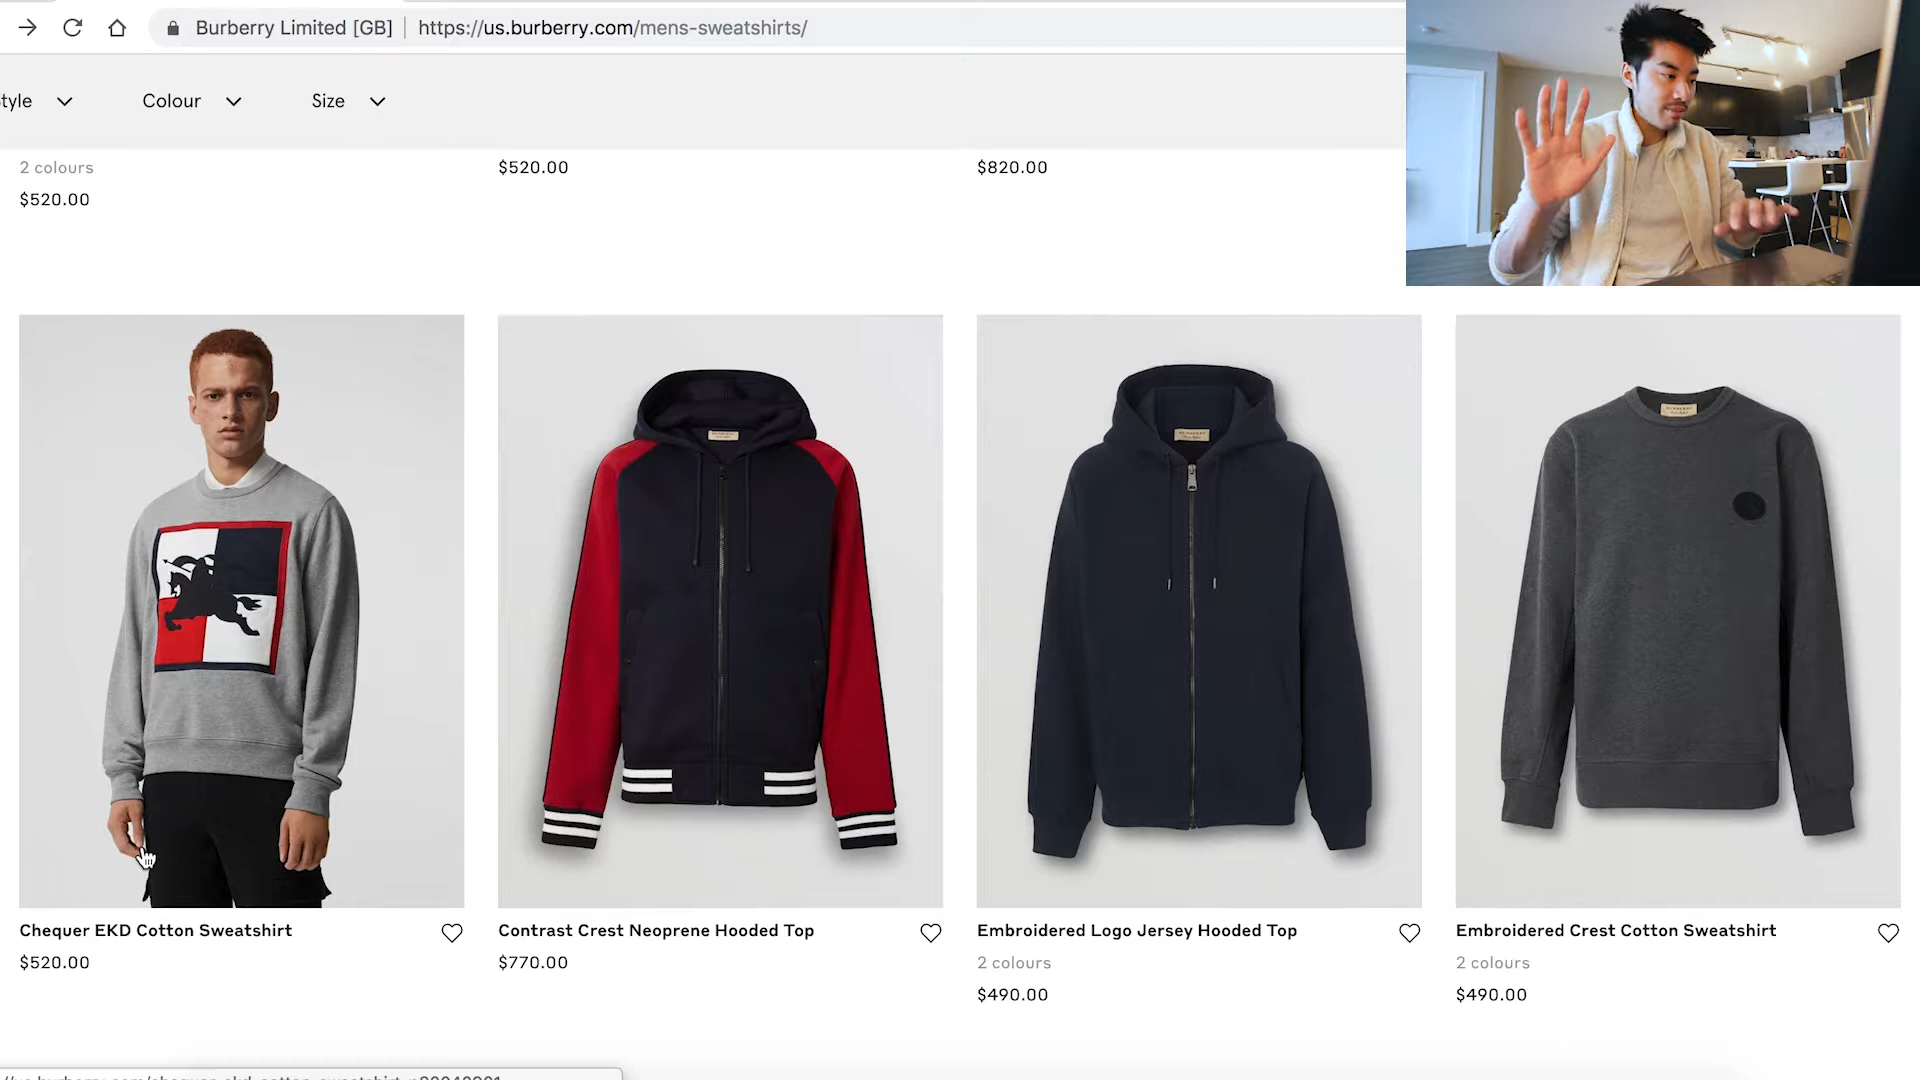 Burberry Limited [GB] https://us.burberry.com/mens-sweatshirts/
Style Colour Size
2 colours $520.00 $820.00
$520.00
Chequer EKD Cotton Sweatshirt Contrast Crest Neoprene Hooded Top Embroidered Logo Jersey Hooded Top Embroidered Crest Cotton Sweatshirt
$520.00 $770.00 2 colours 2 colours
$490.00 $490.00